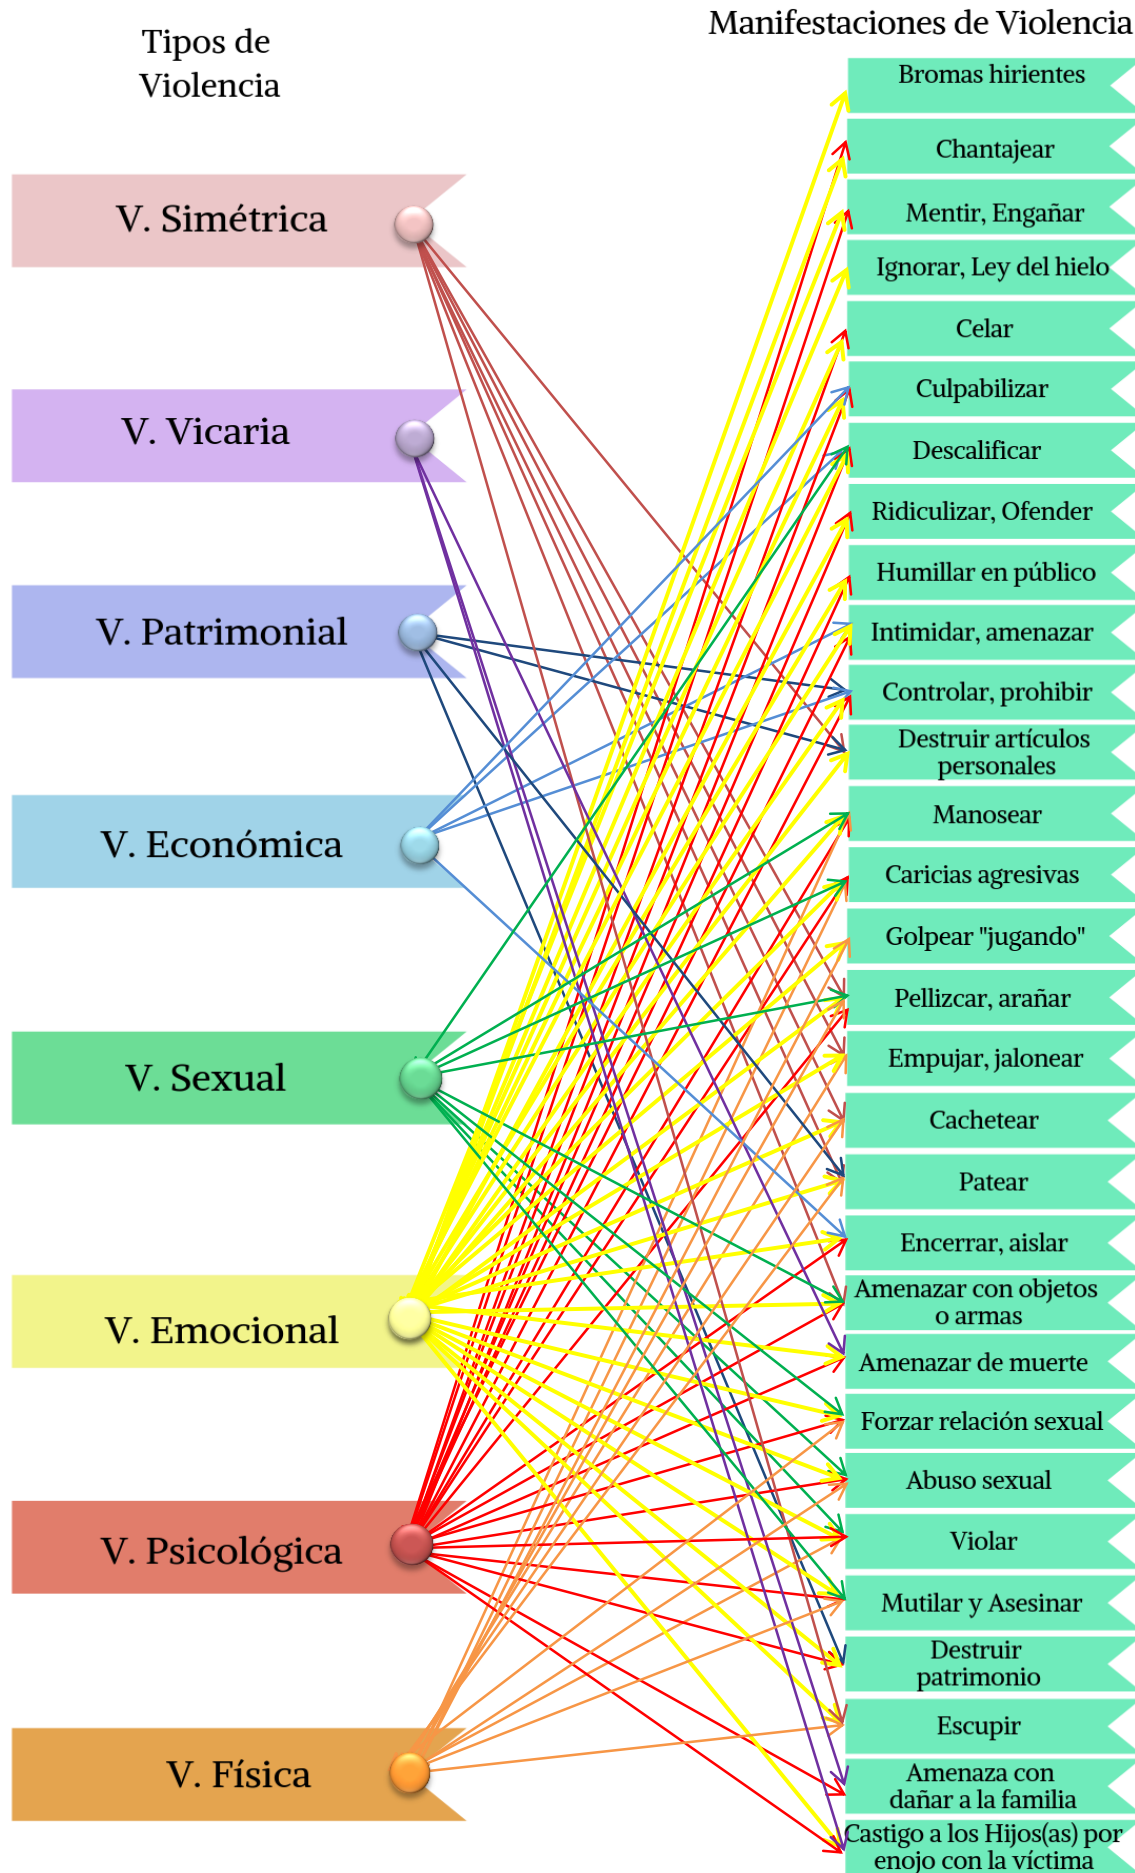 Tipos de
Violencia
V. Simétrica
V. Vicaria
V. Patrimonial
V. Económica
V. Sexual
V. Emocional
V. Psicológica
V. Física
Manifestaciones de Violencia
Bromas hirientes
Chantajear
Mentir, Engañar
Ignorar, Ley del hielo
Celar
Culpabilizar
Descalificar
Ridiculizar, Ofender
Humillar en público
Intimidar, amenazar
Controlar, prohibir
Destruir artículos
personales
Manosear
Caricias agresivas
Golpear "jugando"
Pellizcar, arañar
Empujar, jalonear
Cachetear
Patear
Encerrar, aislar
Amenazar con objetos
o armas
Amenazar de muerte
Forzar relación sexual
Abuso sexual
Violar
Mutilar y Asesinar
Destruir
patrimonio
Escupir
Amenaza con
dañar a la familia
Castigo a los Hijos(as) por
enojo con la víctima